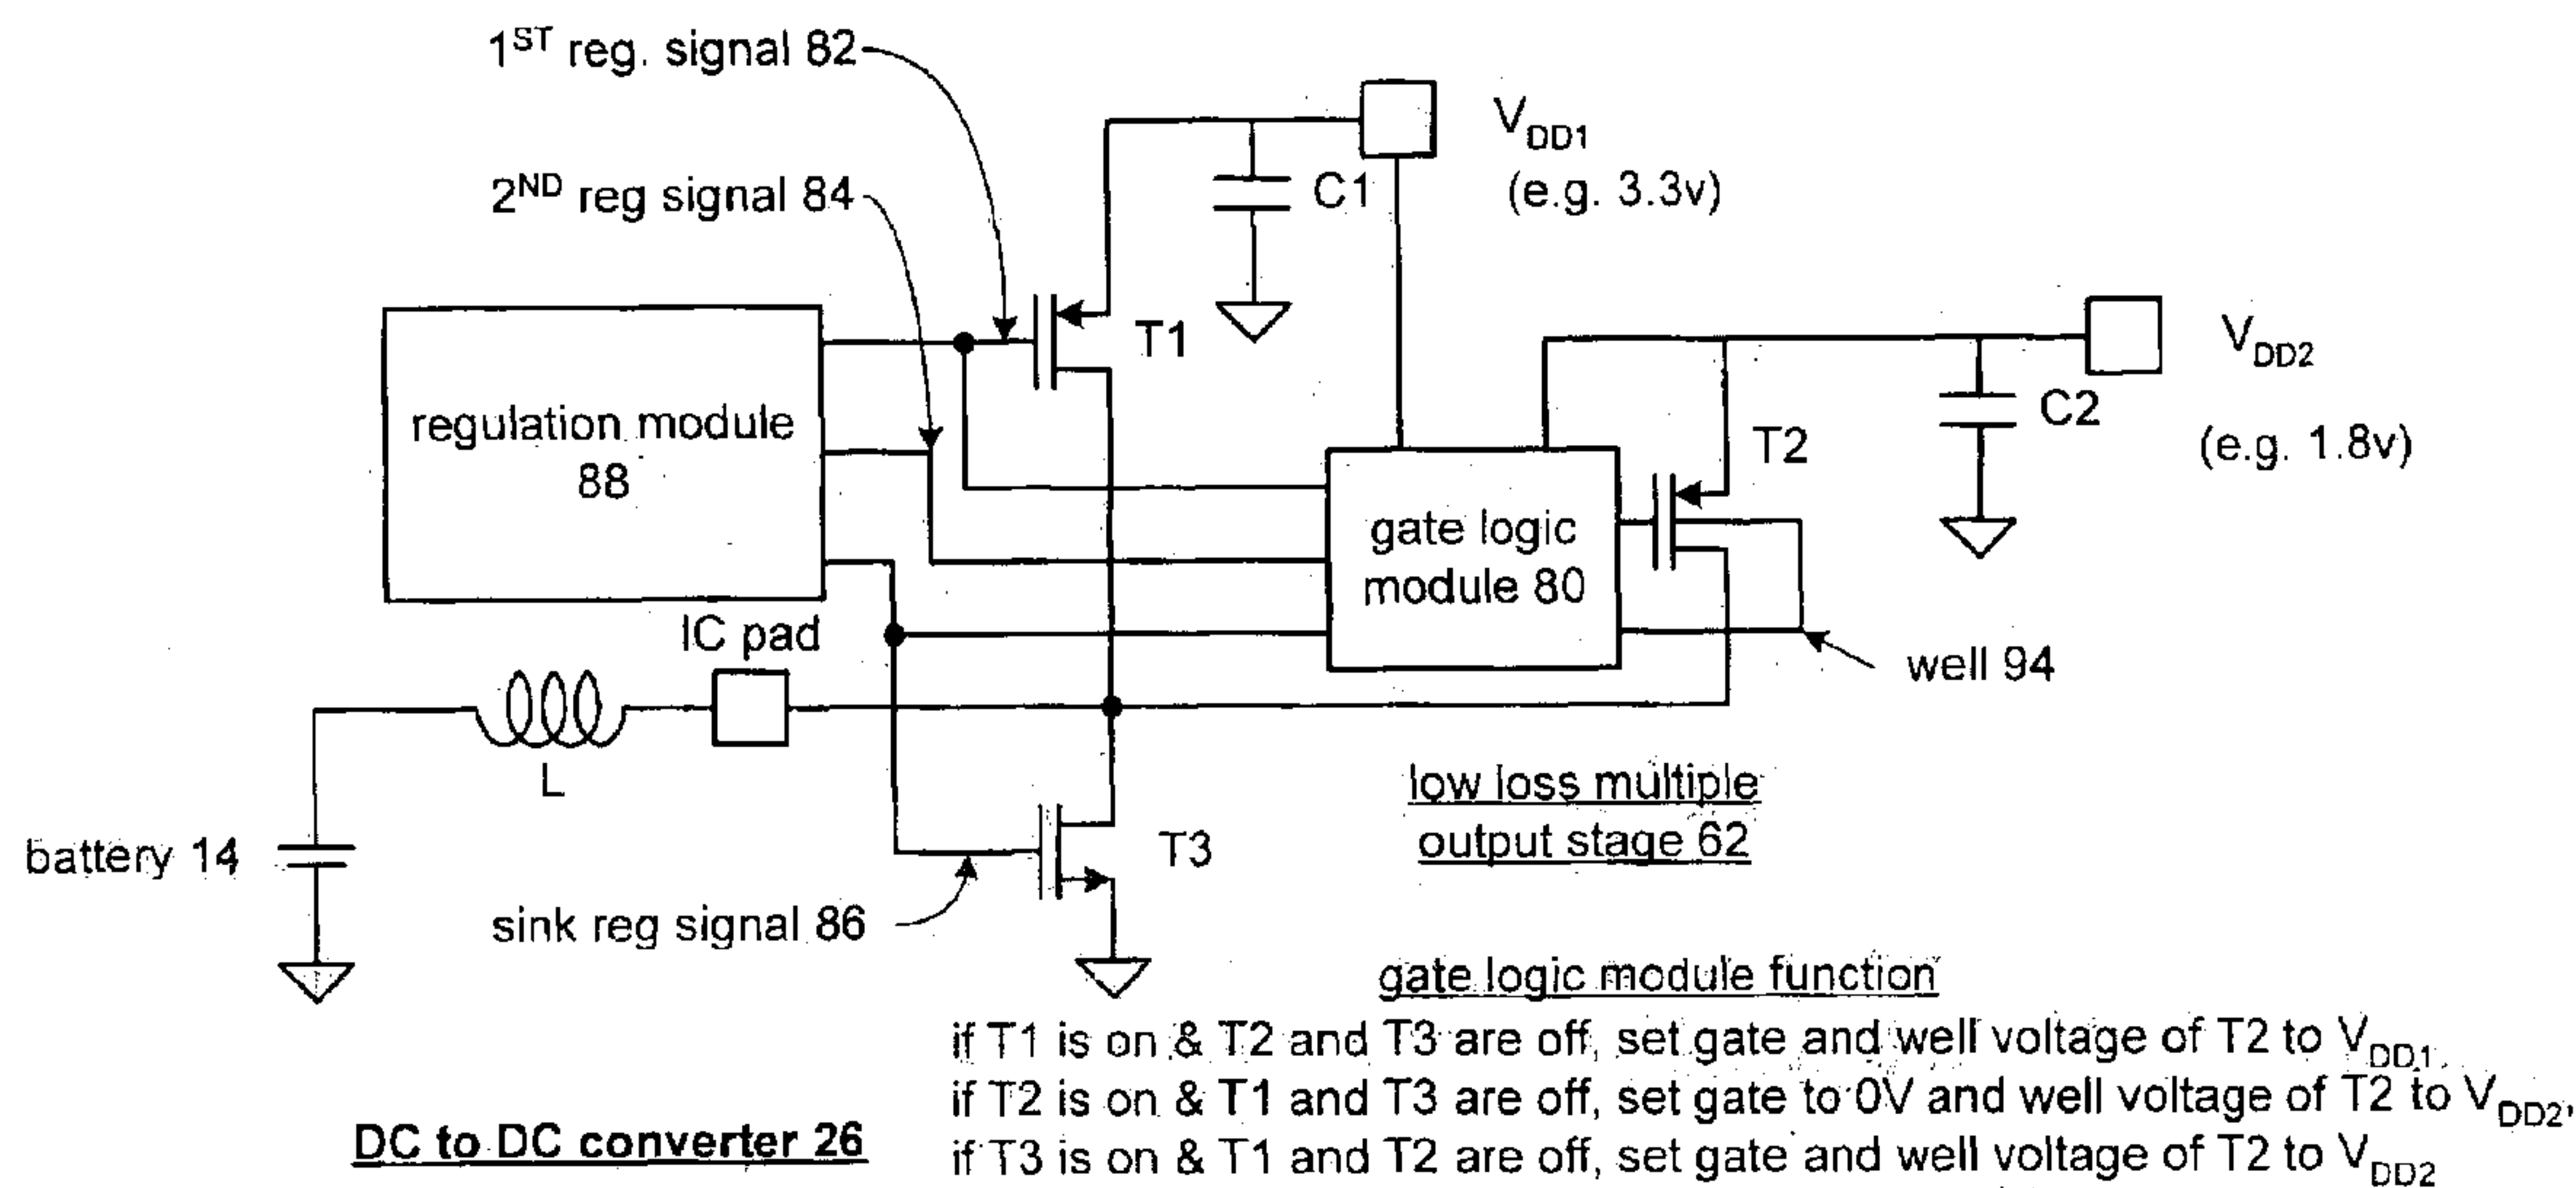 1ST reg. signal 82
2ND reg signal 84
VDD1
(e.g. 3.3v)
C1
T1
VDD2
(e.g. 1.8v)
C2
T2
regulation module
88
gate logic
module 80
IC pad
well 94
L
battery 14
T3
sink reg signal 86
low loss multiple
output stage 62
gate logic module function
if T1 is on & T2 and T3 are off, set gate and well voltage of T2 to VDD1,
if T2 is on & T1 and T3 are off, set gate to 0V and well voltage of T2 to VDD2,
if T3 is on & T1 and T2 are off, set gate and well voltage of T2 to VDD2
DC to DC converter 26